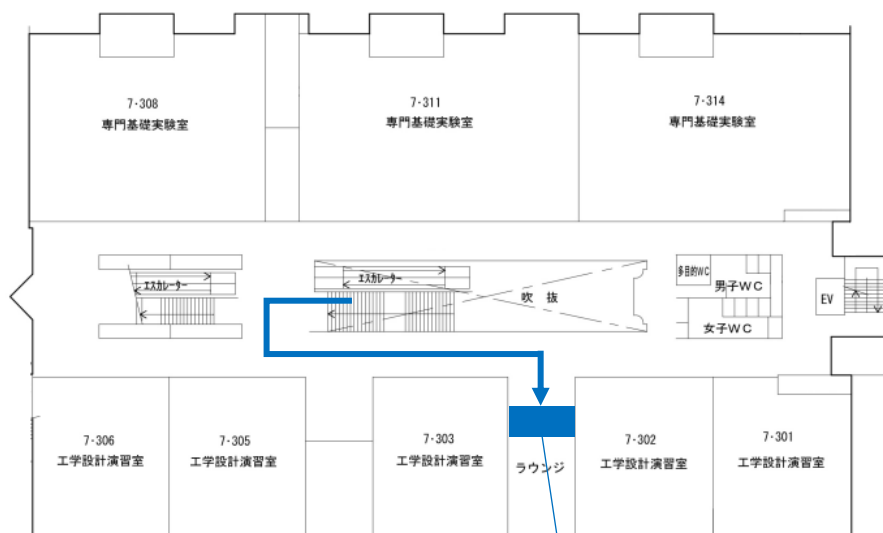 7-308
専門基礎実験室
7-311
専門基礎実験室
7-314
専門基礎実験室
エスカレーター
エスカレーター
吹 抜
多目的WC
男子WC
女子WC
EV
7-306
工学設計演習室
7-305
工学設計演習室
7-303
工学設計演習室
ラウンジ
7-302
工学設計演習室
7-301
工学設計演習室